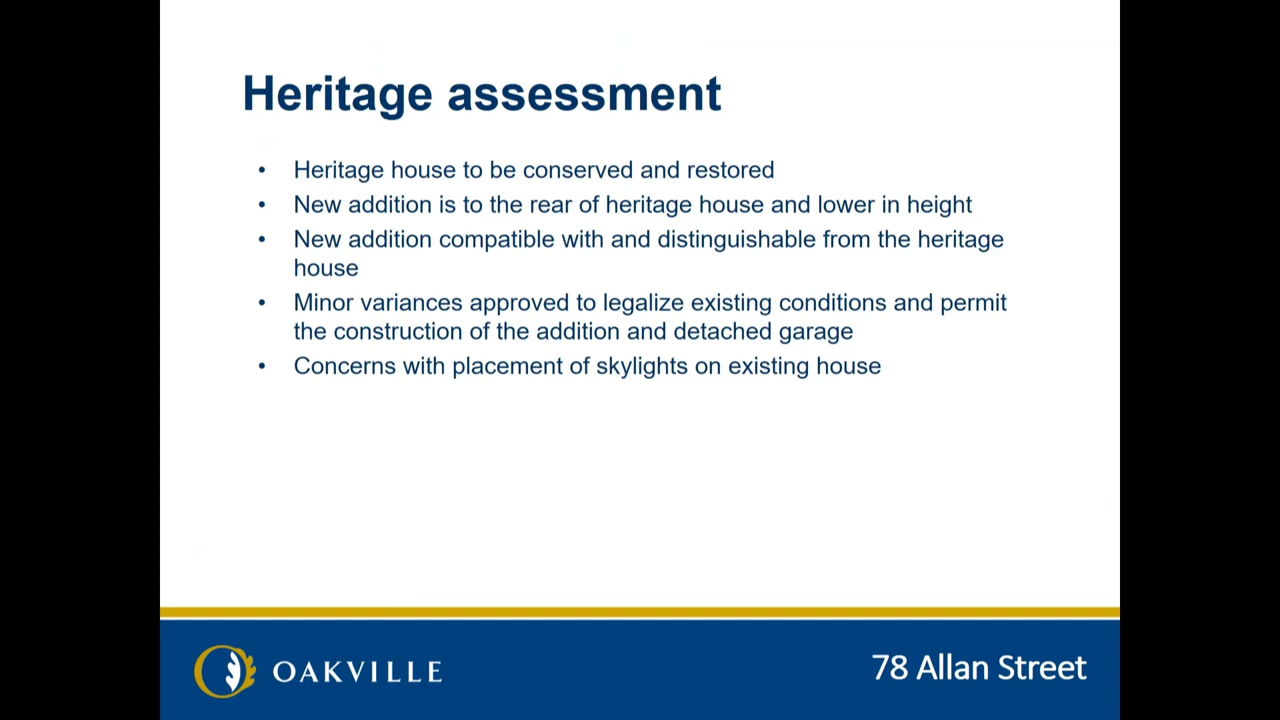 Heritage assessment
• Heritage house to be conserved and restored
• New addition is to the rear of heritage house and lower in height
• New addition compatible with and distinguishable from the heritage
house
• Minor variances approved to legalize existing conditions and permit
the construction of the addition and detached garage
• Concerns with placement of skylights on existing house
OAKVILLE
78 Allan Street